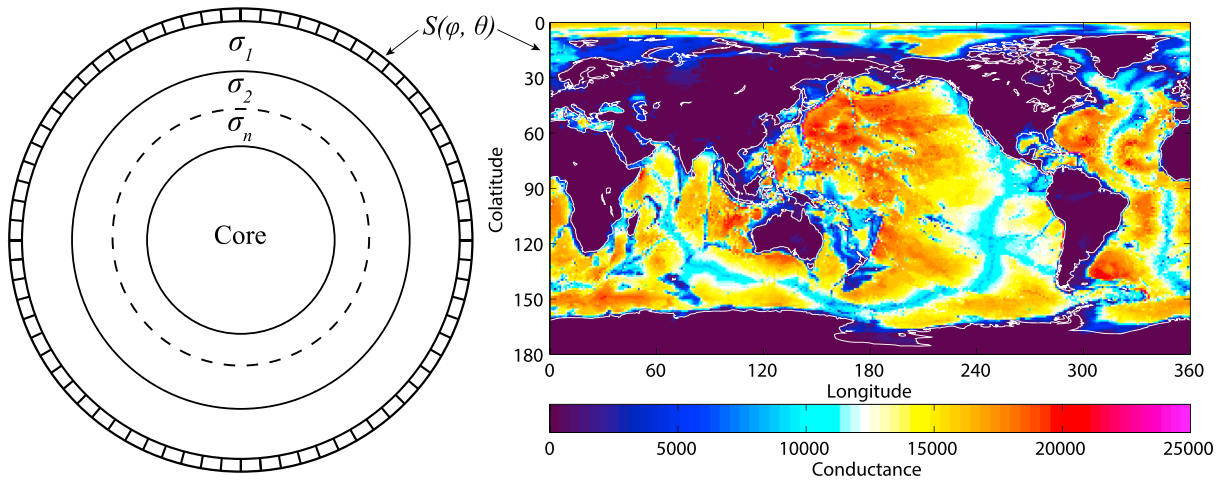 S(φ, θ)
σ1
σ2
σn
Core
0
30
60
90
120
150
180
Colatitude
0 60 120 180 240 300 360
Longitude
0 5000 10000 15000 20000 25000
Conductance